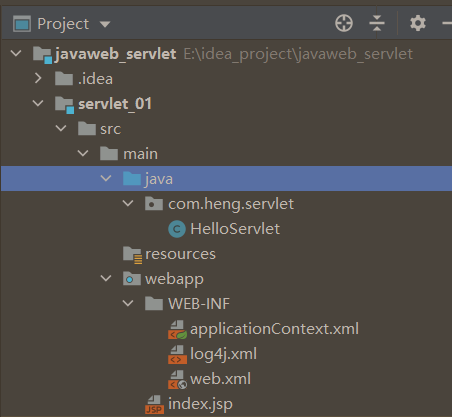 Project
javaweb_servlet E:\idea_project\javaweb_servlet
.idea
servlet_01
src
main
java
com.heng.servlet
C HelloServlet
resources
webapp
WEB-INF
applicationContext.xml
log4j.xml
web.xml
JSP index.jsp